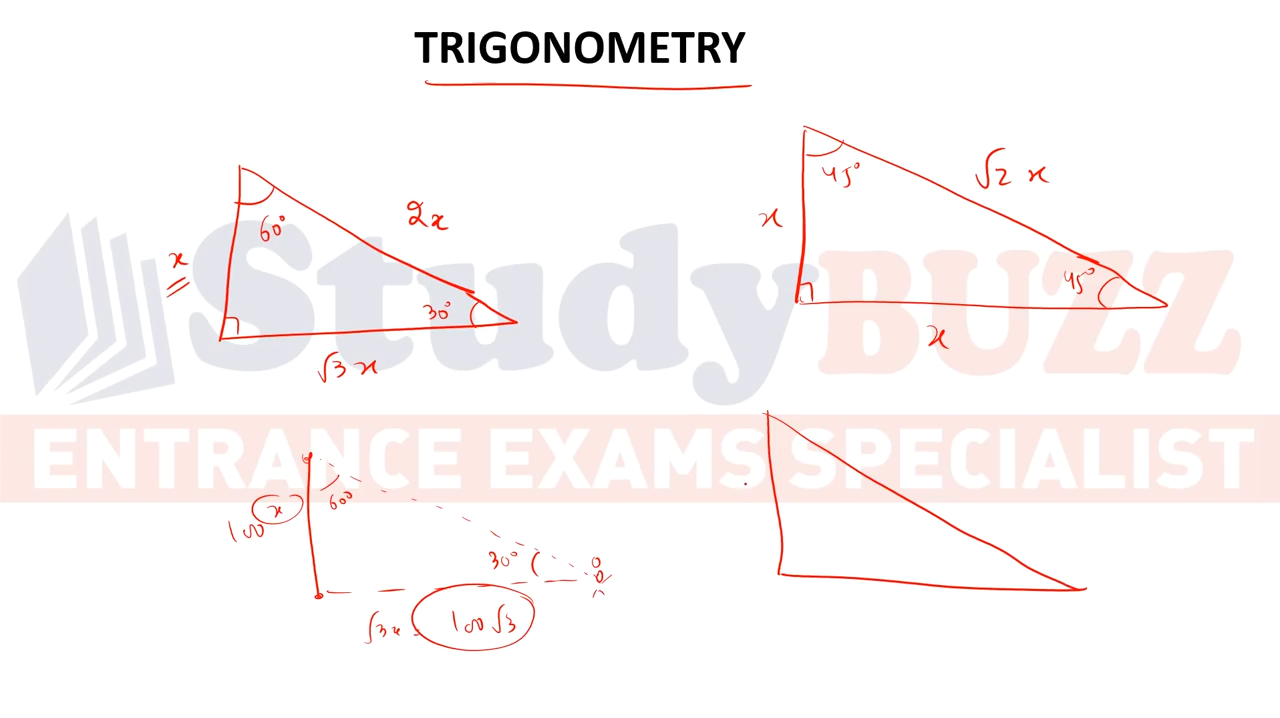 TRIGONOMETRY
60°
2x
x
30°
√3 x
45°
√2 x
x
45°
x
StudyBUZZ
ENTRANCE EXAMS SPECIALIST
x
100
60°
30°
√3x = 100√3